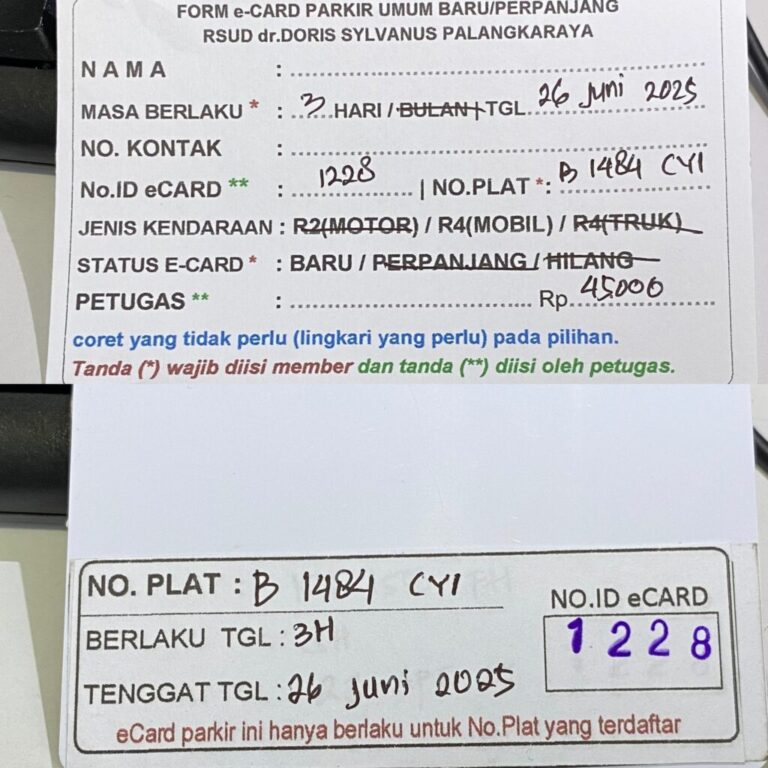 FORM e-CARD PARKIR UMUM BARU/PERPANJANG
RSUD dr.DORIS SYLVANUS PALANGKARAYA
N A M A : ........................
MASA BERLAKU * : 3 HARI / BULAN | TGL. 26 Juni 2025
NO. KONTAK : ........................
No.ID eCARD ** : 1228 | NO.PLAT *: B 1484 CYI
JENIS KENDARAAN : R2(MOTOR) / R4(MOBIL) / R4(TRUK)
STATUS E-CARD * : BARU / PERPANJANG / HILANG
PETUGAS ** : ........................ Rp. 45.000
coret yang tidak perlu (lingkari yang perlu) pada pilihan.
Tanda (*) wajib diisi member dan tanda (**) diisi oleh petugas.
NO. PLAT : B 1484 CYI
NO.ID eCARD
1228
BERLAKU TGL : 3H
TENGGAT TGL : 26 Juni 2025
eCard parkir ini hanya berlaku untuk No.Plat yang terdaftar